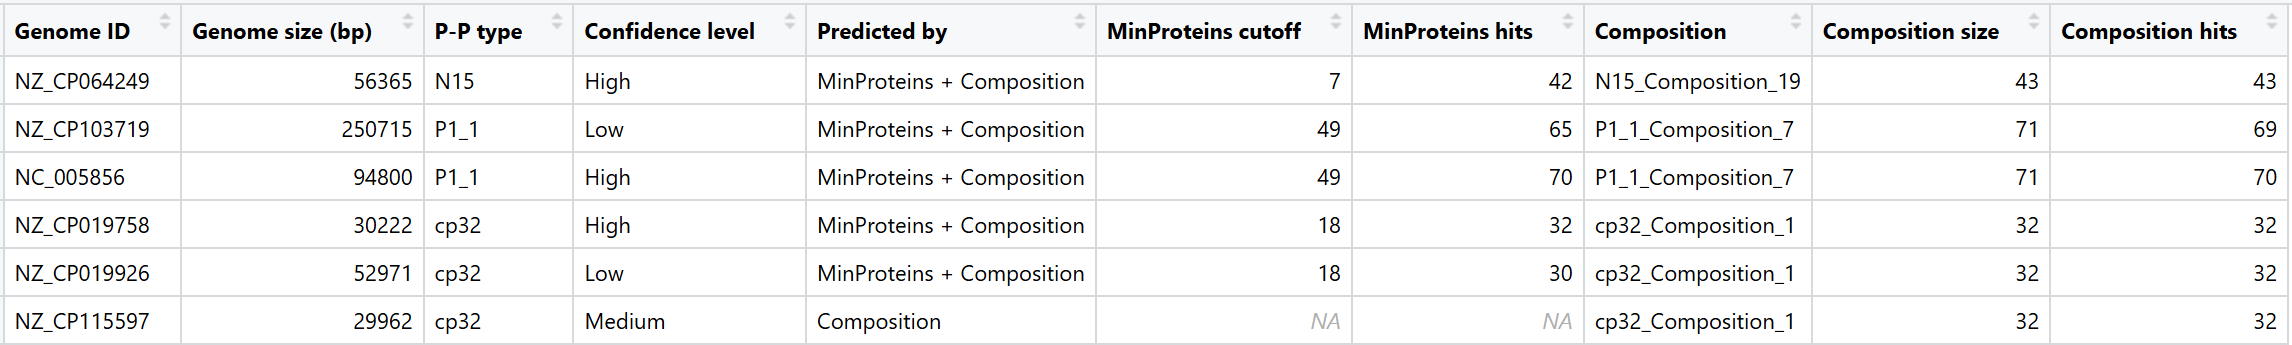 Genome ID Genome size (bp) P-P type Confidence level Predicted by MinProteins cutoff MinProteins hits Composition Composition size Composition hits
NZ_CP064249 56365 N15 High MinProteins + Composition 7 42 N15_Composition_19 43 43
NZ_CP103719 250715 P1_1 Low MinProteins + Composition 49 65 P1_1_Composition_7 71 69
NC_005856 94800 P1_1 High MinProteins + Composition 49 70 P1_1_Composition_7 71 70
NZ_CP019758 30222 cp32 High MinProteins + Composition 18 32 cp32_Composition_1 32 32
NZ_CP019926 52971 cp32 Low MinProteins + Composition 18 30 cp32_Composition_1 32 32
NZ_CP115597 29962 cp32 Medium Composition NA NA cp32_Composition_1 32 32